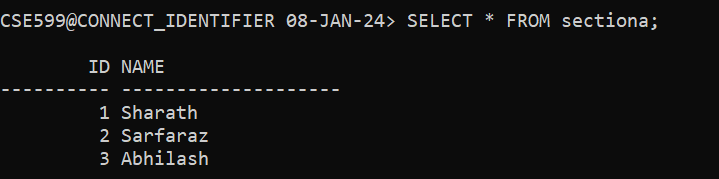 CSE599@CONNECT_IDENTIFIER 08-JAN-24> SELECT * FROM sectiona;
ID NAME
---------- --------------------
1 Sharath
2 Sarfaraz
3 Abhilash